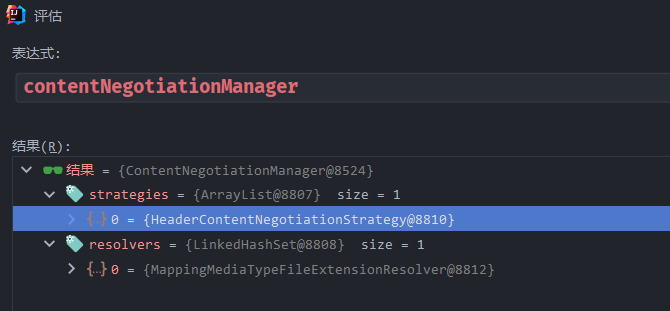 评估
表达式:
contentNegotiationManager
结果(R):
结果 = {ContentNegotiationManager@8524}
strategies = {ArrayList@8807} size = 1
0 = {HeaderContentNegotiationStrategy@8810}
resolvers = {LinkedHashSet@8808} size = 1
0 = {MappingMediaTypeFileExtensionResolver@8812}